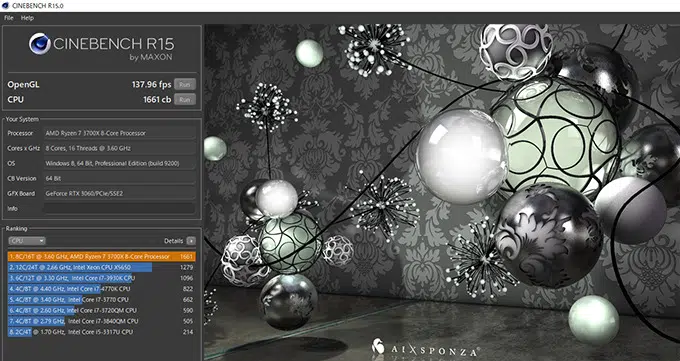 CINEBENCH R15.0
File Help
CINEBENCH R15
by MAXON
OpenGL 137.96 fps Run
CPU 1661 cb Run
Your System
Processor AMD Ryzen 7 3700X 8-Core Processor
Cores x GHz 8 Cores, 16 Threads @ 3.60 GHz
OS Windows 8, 64 Bit, Professional Edition (build 9200)
CB Version 64 Bit
GFX Board GeForce RTX 3060/PCIe/SSE2
Info
Ranking
CPU Details
1. 8C/16T @ 3.60 GHz, AMD Ryzen 7 3700X 8-Core Processor 1661
2. 12C/24T @ 2.66 GHz, Intel Xeon CPU X5650 1279
3. 6C/12T @ 3.30 GHz, Intel Core i7-3930K CPU 1096
4. 4C/8T @ 4.40 GHz, Intel Core i7-4770K CPU 822
5. 4C/8T @ 3.40 GHz, Intel Core i7-3770 CPU 662
6. 4C/8T @ 2.60 GHz, Intel Core i7-3720QM CPU 590
7. 4C/8T @ 2.79 GHz, Intel Core i7-3840QM CPU 505
8. 2C/4T @ 1.70 GHz, Intel Core i5-3317U CPU 214
AIXSPONZA